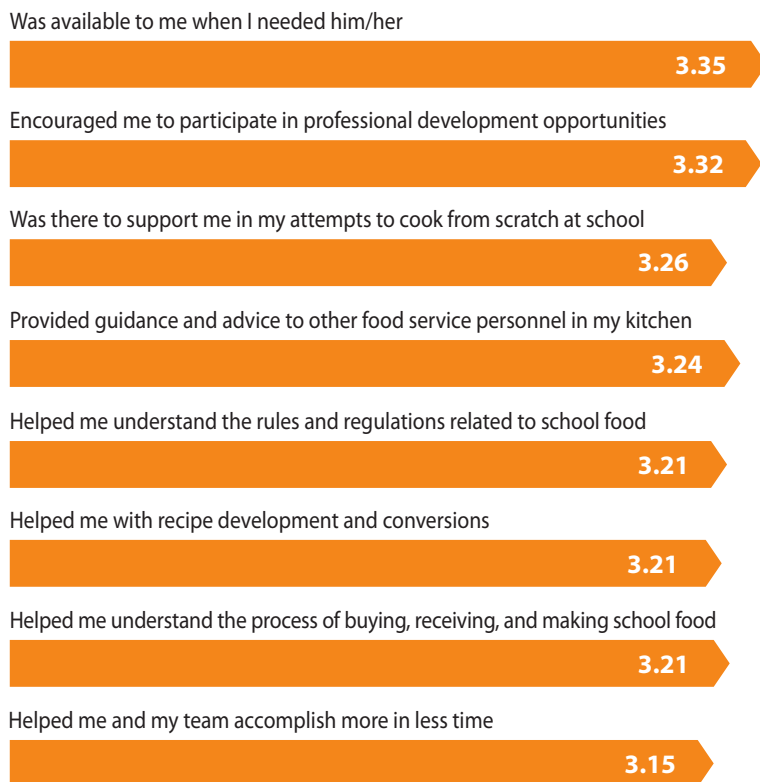 Was available to me when I needed him/her
3.35
Encouraged me to participate in professional development opportunities
3.32
Was there to support me in my attempts to cook from scratch at school
3.26
Provided guidance and advice to other food service personnel in my kitchen
3.24
Helped me understand the rules and regulations related to school food
3.21
Helped me with recipe development and conversions
3.21
Helped me understand the process of buying, receiving, and making school food
3.21
Helped me and my team accomplish more in less time
3.15